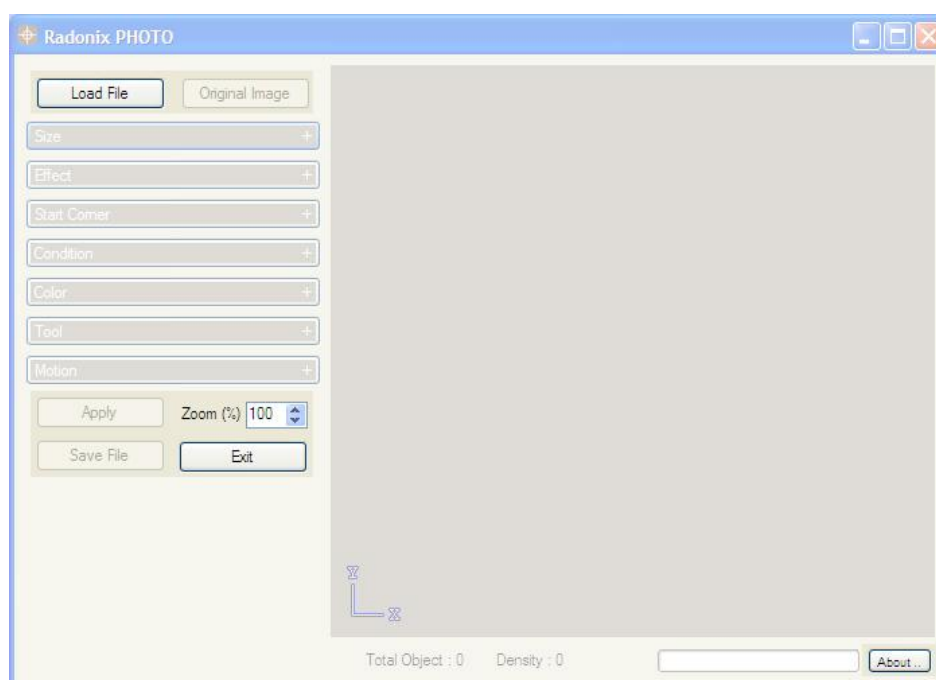 Radonix PHOTO
Load File Original Image
Size +
Effect +
Start Corner +
Condition +
Color +
Tool +
Motion +
Apply Zoom (%) 100
Save File Exit
Y
X
Total Object : 0 Density : 0 About ..